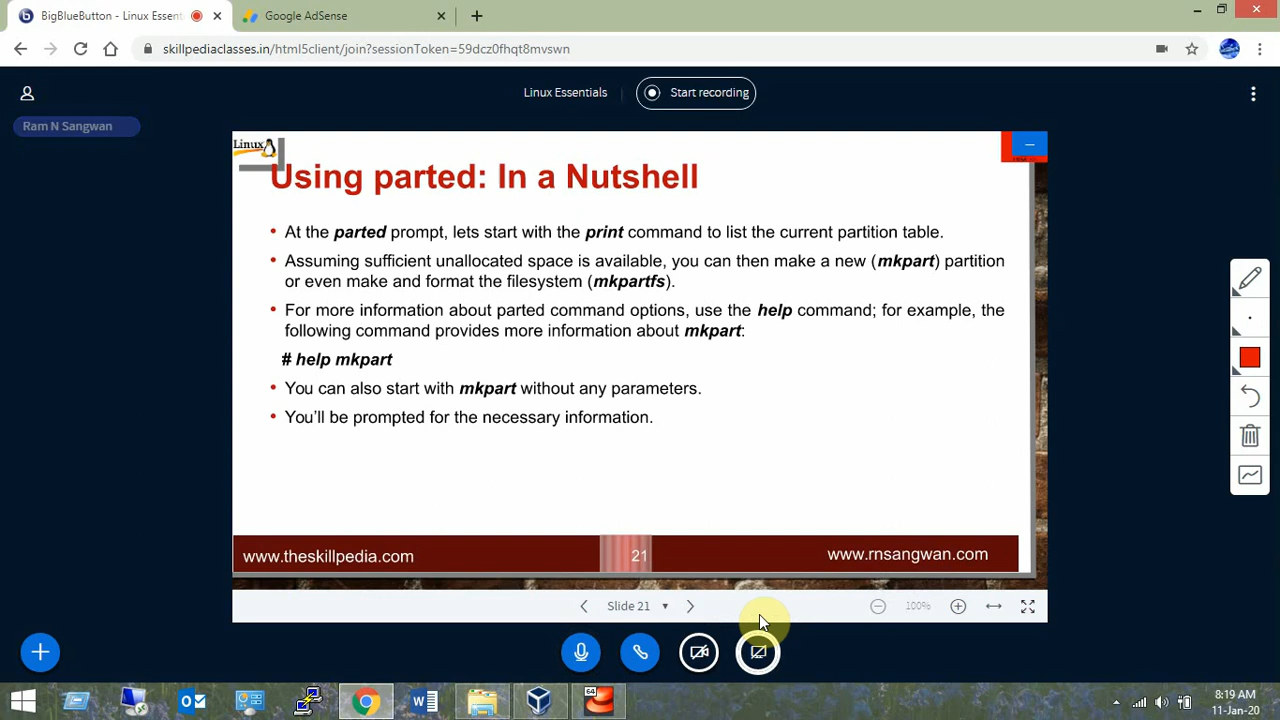 BigBlueButton - Linux Essent
Google AdSense
skillpediaclasses.in/html5client/join?sessionToken=59dcz0fhqt8mvswn
Linux Essentials
Start recording
Ram N Sangwan
Linux
Using parted: In a Nutshell
• At the parted prompt, lets start with the print command to list the current partition table.
• Assuming sufficient unallocated space is available, you can then make a new (mkpart) partition
or even make and format the filesystem (mkpartfs).
• For more information about parted command options, use the help command; for example, the
following command provides more information about mkpart:
# help mkpart
• You can also start with mkpart without any parameters.
• You'll be prompted for the necessary information.
www.theskillpedia.com
21
www.rnsangwan.com
Slide 21
100%
64
8:19 AM
11-Jan-20